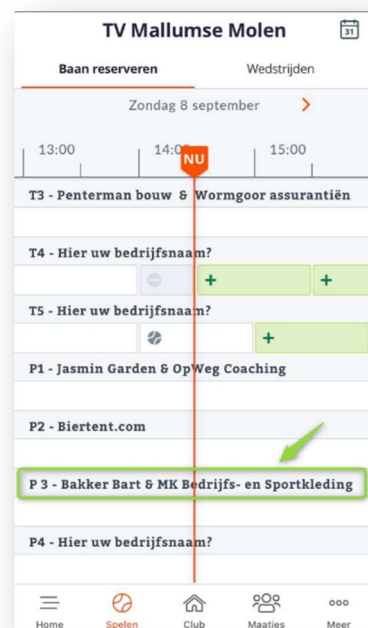 TV Mallumse Molen
31
Baan reserveren Wedstrijden
Zondag 8 september
13:00 14:00 15:00
NU
T3 - Penterman bouw & Wormgoor assurantiën
T4 - Hier uw bedrijfsnaam?
+ +
T5 - Hier uw bedrijfsnaam?
+
P1 - Jasmin Garden & OpWeg Coaching
P2 - Biertent.com
P 3 - Bakker Bart & MK Bedrijfs- en Sportkleding
P4 - Hier uw bedrijfsnaam?
Home Spelen Club Maatjes Meer